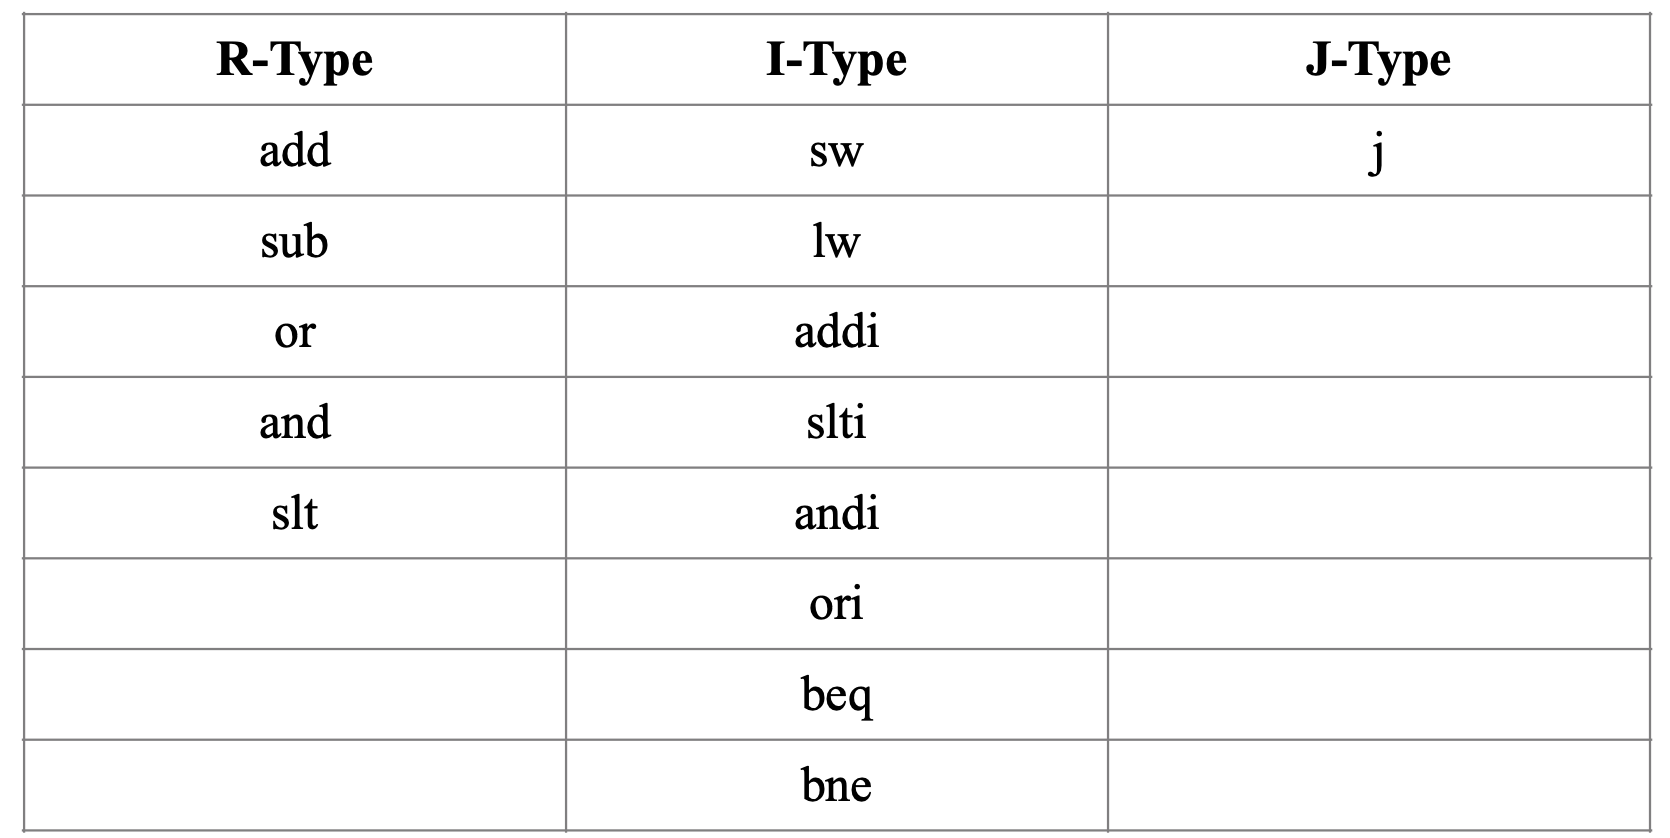 R-Type I-Type J-Type
add sw j
sub lw
or addi
and slti
slt andi
ori
beq
bne